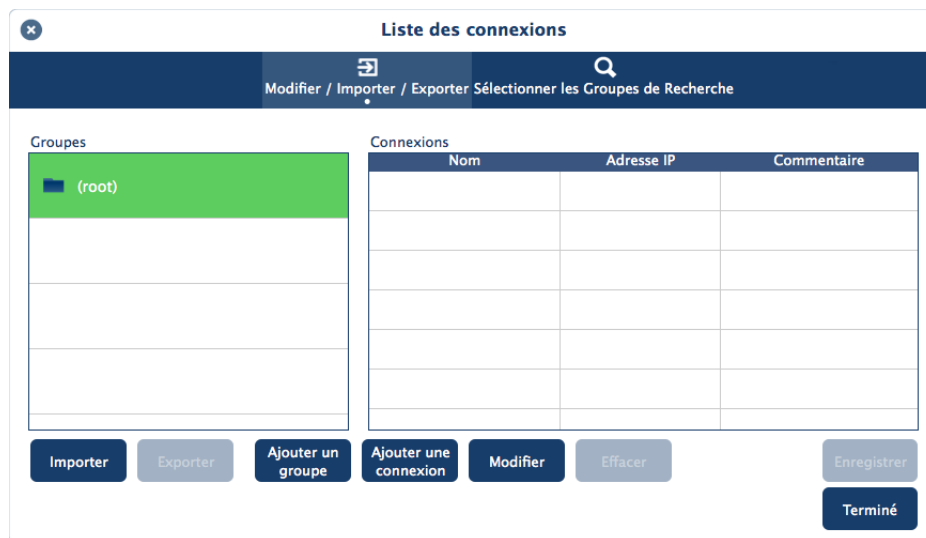 Liste des connexions
Modifier / Importer / Exporter
Sélectionner les Groupes de Recherche
Groupes
Connexions
(root)
Nom
Adresse IP
Commentaire
Importer
Exporter
Ajouter un
groupe
Ajouter une
connexion
Modifier
Effacer
Enregistrer
Terminé